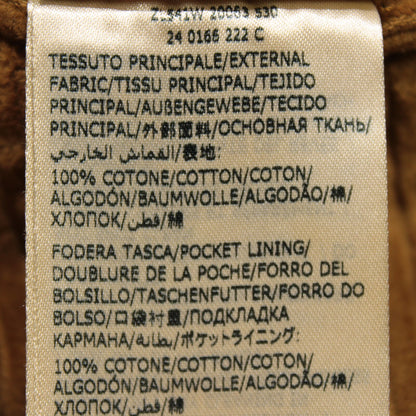 ZL541W 20063 530
24 0166 222 C
TESSUTO PRINCIPALE/EXTERNAL
FABRIC/TISSU PRINCIPAL/TEJIDO
PRINCIPAL/AUßENGEWEBE/TECIDO
PRINCIPAL/外部面料/ОСНОВНАЯ ТКАНЬ/
القماش الخارجي/表地:
100% COTONE/COTTON/COTON/
ALGODÓN/BAUMWOLLE/ALGODÃO/棉/
ХЛОПОК/قطن/綿
FODERA TASCA/POCKET LINING/
DOUBLURE DE LA POCHE/FORRO DEL
BOLSILLO/TASCHENFUTTER/FORRO DO
BOLSO/口袋衬里/ПОДКЛАДКА
КАРМАНА/بطانة/ポケットライニング:
100% COTONE/COTTON/COTON/
ALGODÓN/BAUMWOLLE/ALGODÃO/棉/
ХЛОПОК/قطن/綿